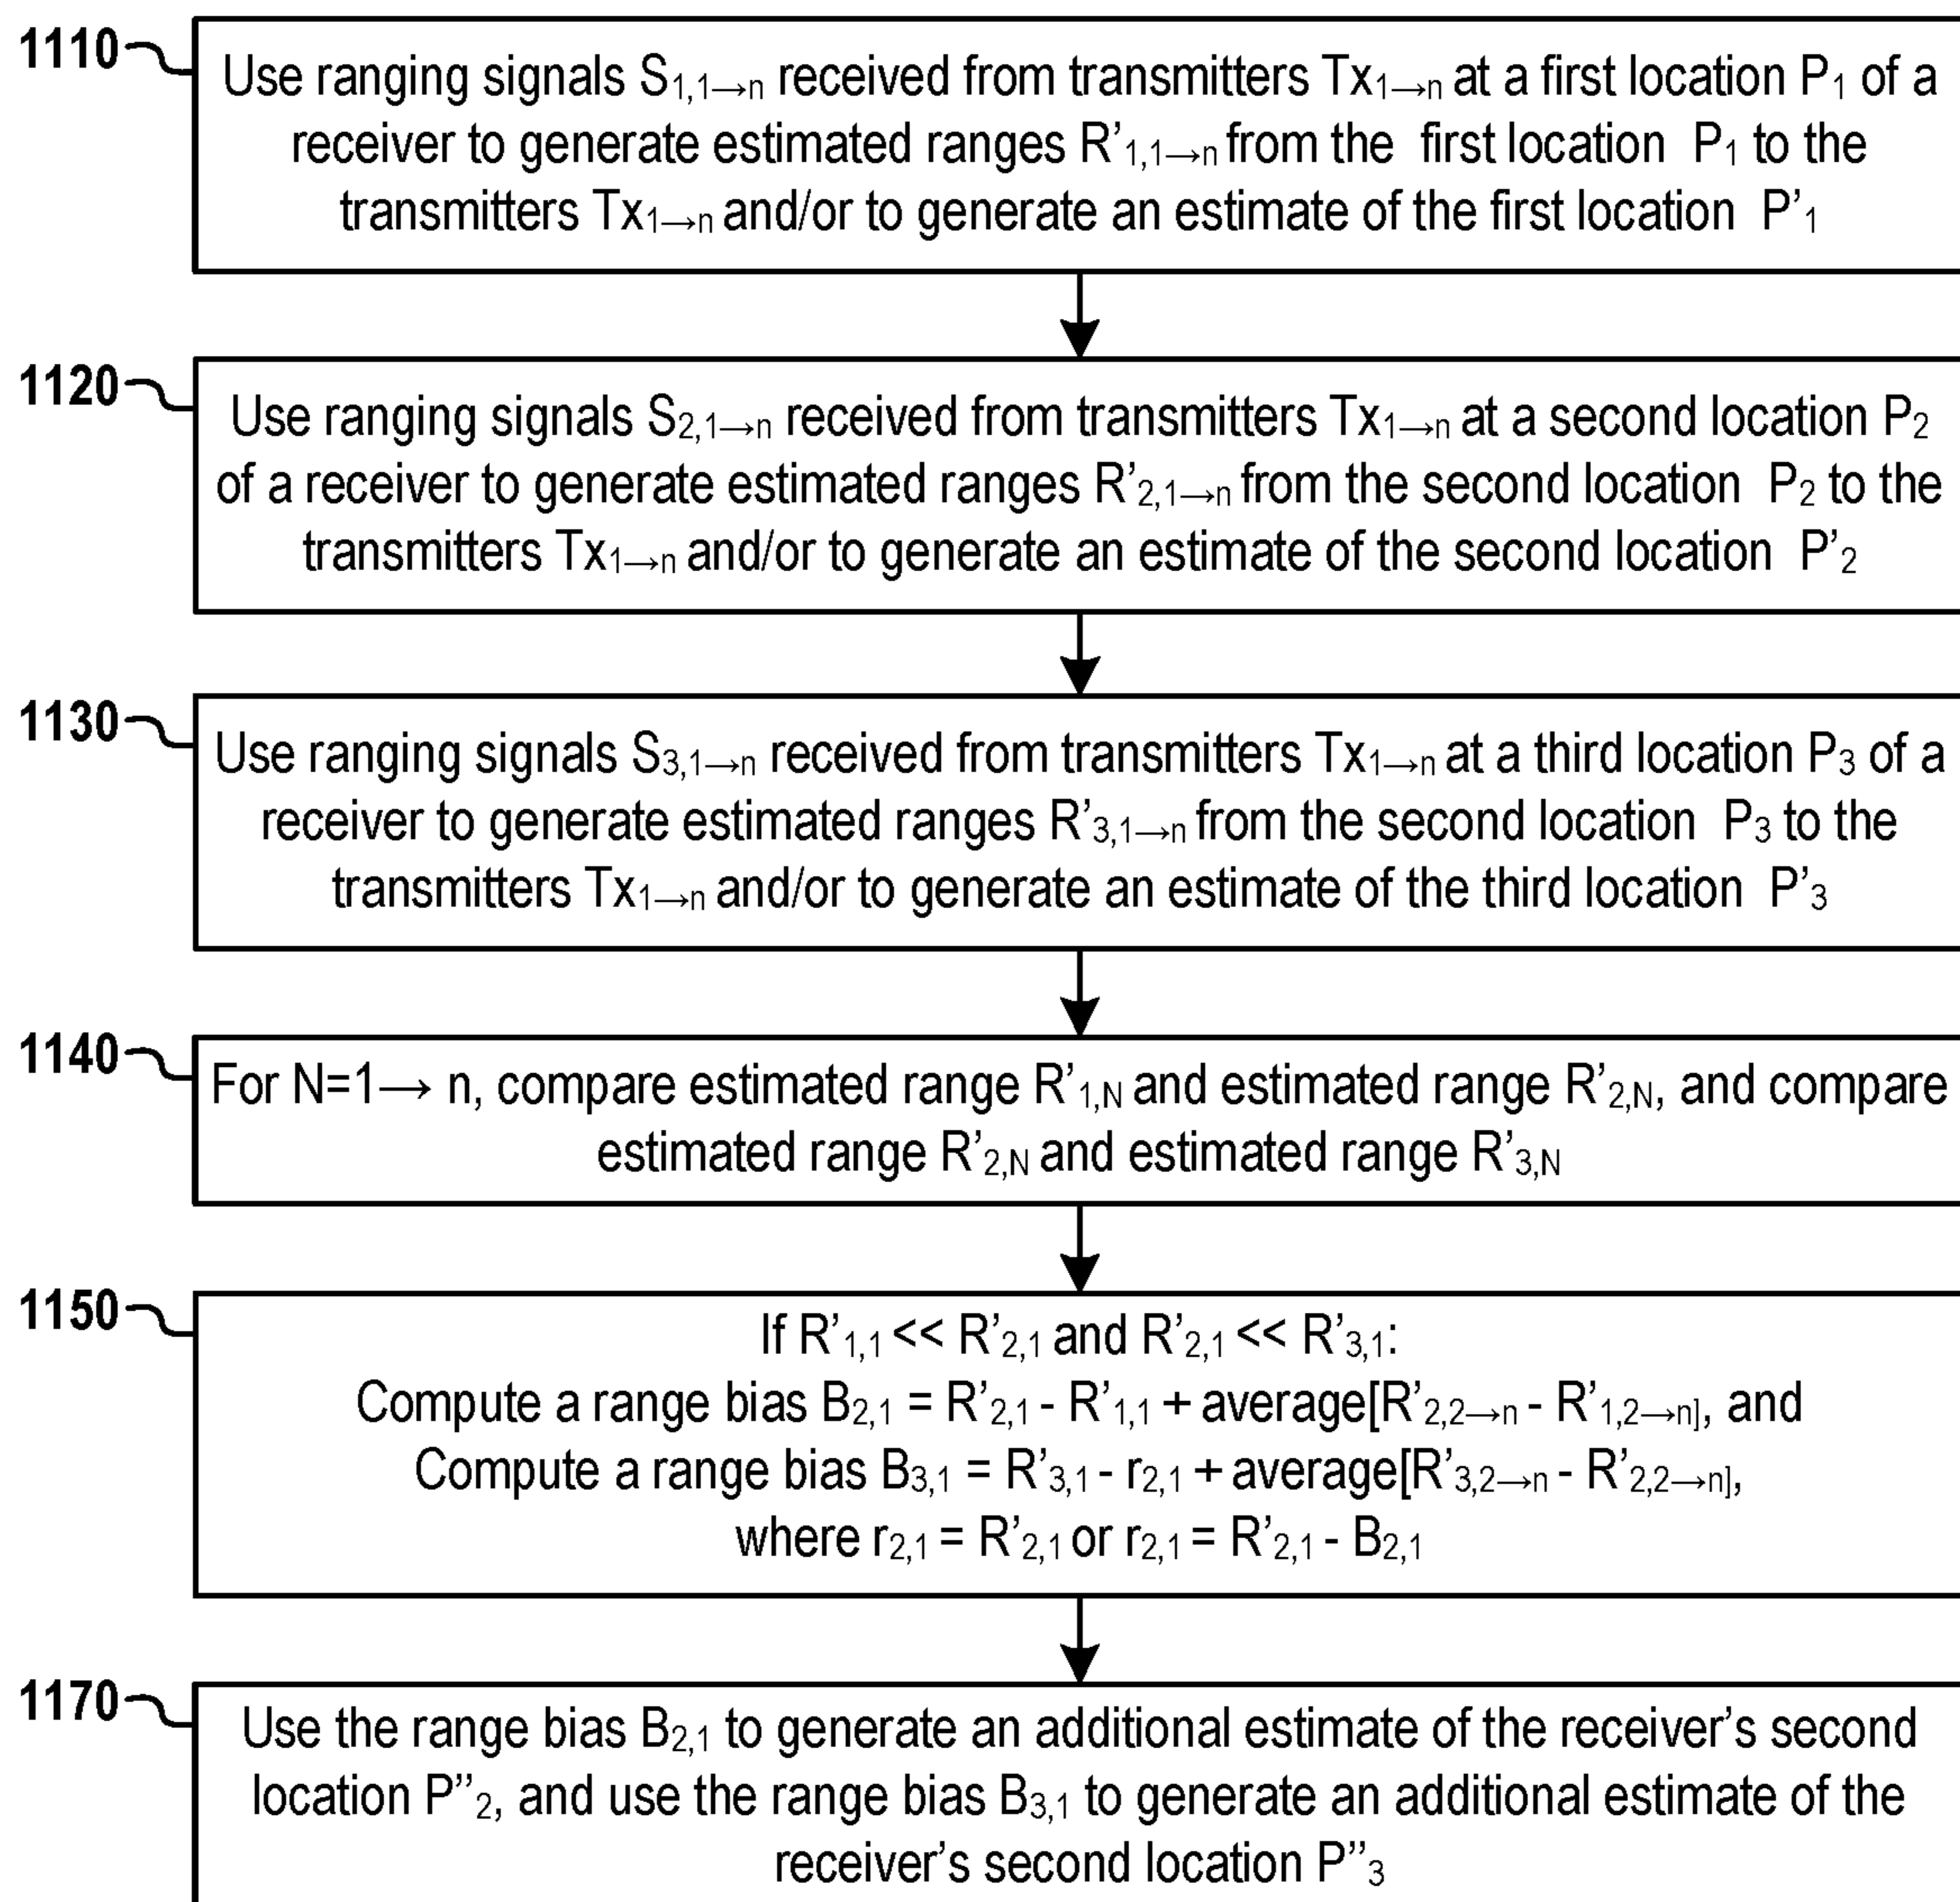 1110
Use ranging signals S₁,₁→ₙ received from transmitters Tx₁→ₙ at a first location P₁ of a
receiver to generate estimated ranges R'₁,₁→ₙ from the first location P₁ to the
transmitters Tx₁→ₙ and/or to generate an estimate of the first location P'₁
1120
Use ranging signals S₂,₁→ₙ received from transmitters Tx₁→ₙ at a second location P₂
of a receiver to generate estimated ranges R'₂,₁→ₙ from the second location P₂ to the
transmitters Tx₁→ₙ and/or to generate an estimate of the second location P'₂
1130
Use ranging signals S₃,₁→ₙ received from transmitters Tx₁→ₙ at a third location P₃ of a
receiver to generate estimated ranges R'₃,₁→ₙ from the second location P₃ to the
transmitters Tx₁→ₙ and/or to generate an estimate of the third location P'₃
1140
For N=1→ n, compare estimated range R'₁,N and estimated range R'₂,N, and compare
estimated range R'₂,N and estimated range R'₃,N
1150
If R'₁,₁ << R'₂,₁ and R'₂,₁ << R'₃,₁:
Compute a range bias B₂,₁ = R'₂,₁ - R'₁,₁ + average[R'₂,₂→ₙ - R'₁,₂→ₙ], and
Compute a range bias B₃,₁ = R'₃,₁ - r₂,₁ + average[R'₃,₂→ₙ - R'₂,₂→ₙ],
where r₂,₁ = R'₂,₁ or r₂,₁ = R'₂,₁ - B₂,₁
1170
Use the range bias B₂,₁ to generate an additional estimate of the receiver's second
location P''₂, and use the range bias B₃,₁ to generate an additional estimate of the
receiver's second location P''₃